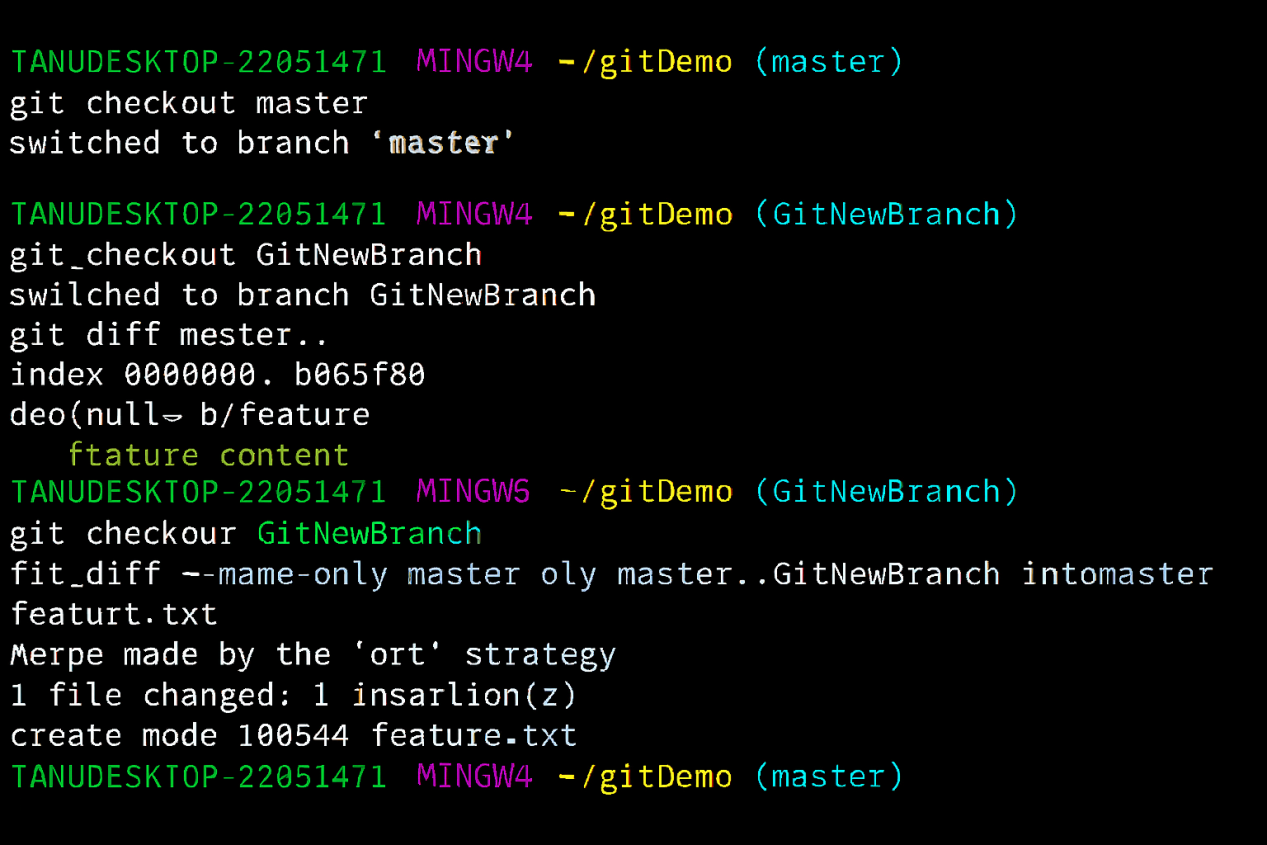 TANUDESKTOP-22051471 MINGW4 ~/gitDemo (master)
git checkout master
switched to branch ‘master’
TANUDESKTOP-22051471 MINGW4 ~/gitDemo (GitNewBranch)
git_checkout GitNewBranch
swilched to branch GitNewBranch
git diff mester..
index 0000000. b065f80
deo(null b/feature
ftature content
TANUDESKTOP-22051471 MINGW6 ~/gitDemo (GitNewBranch)
git checkour GitNewBranch
fit_diff --mame-only master oly master..GitNewBranch intomaster
featurt.txt
Merpe made by the ‘ort‘ strategy
1 file changed: 1 insarlion(z)
create mode 100544 feature.txt
TANUDESKTOP-22051471 MINGW4 ~/gitDemo (master)